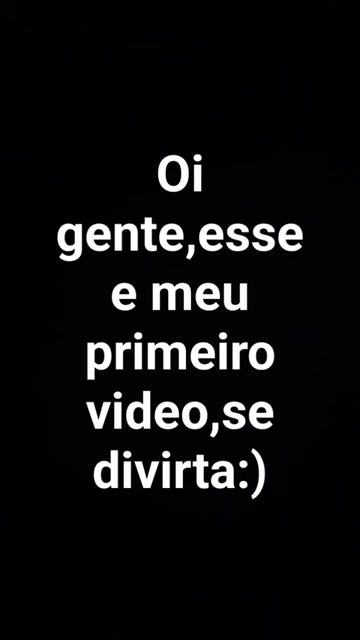 Oi
gente,esse
e meu
primeiro
video,se
divirta:)